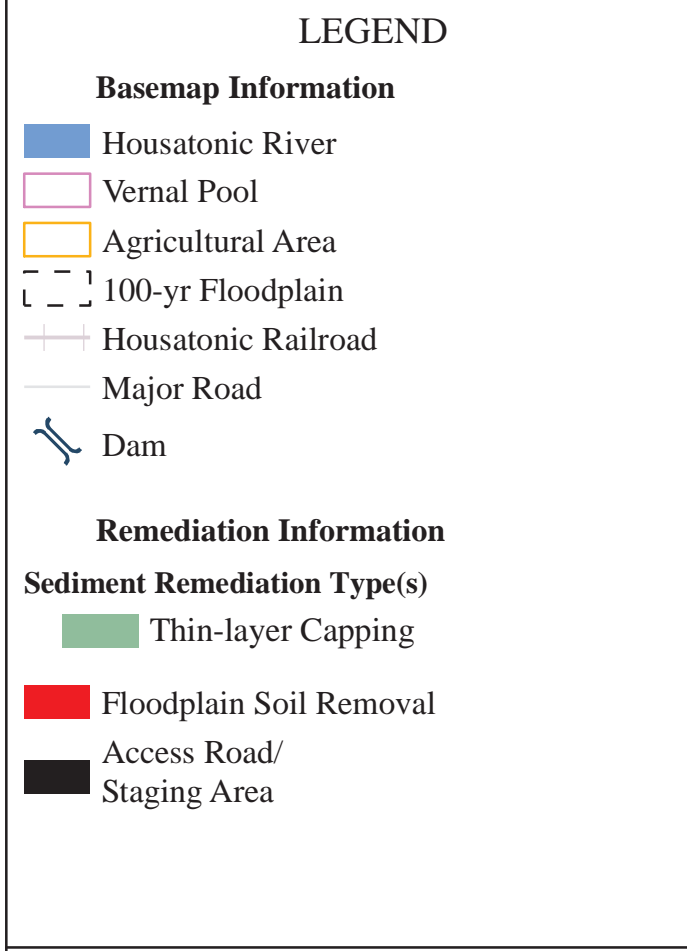 LEGEND
Basemap Information
Housatonic River
Vernal Pool
Agricultural Area
100-yr Floodplain
Housatonic Railroad
Major Road
Dam
Remediation Information
Sediment Remediation Type(s)
Thin-layer Capping
Floodplain Soil Removal
Access Road/
Staging Area